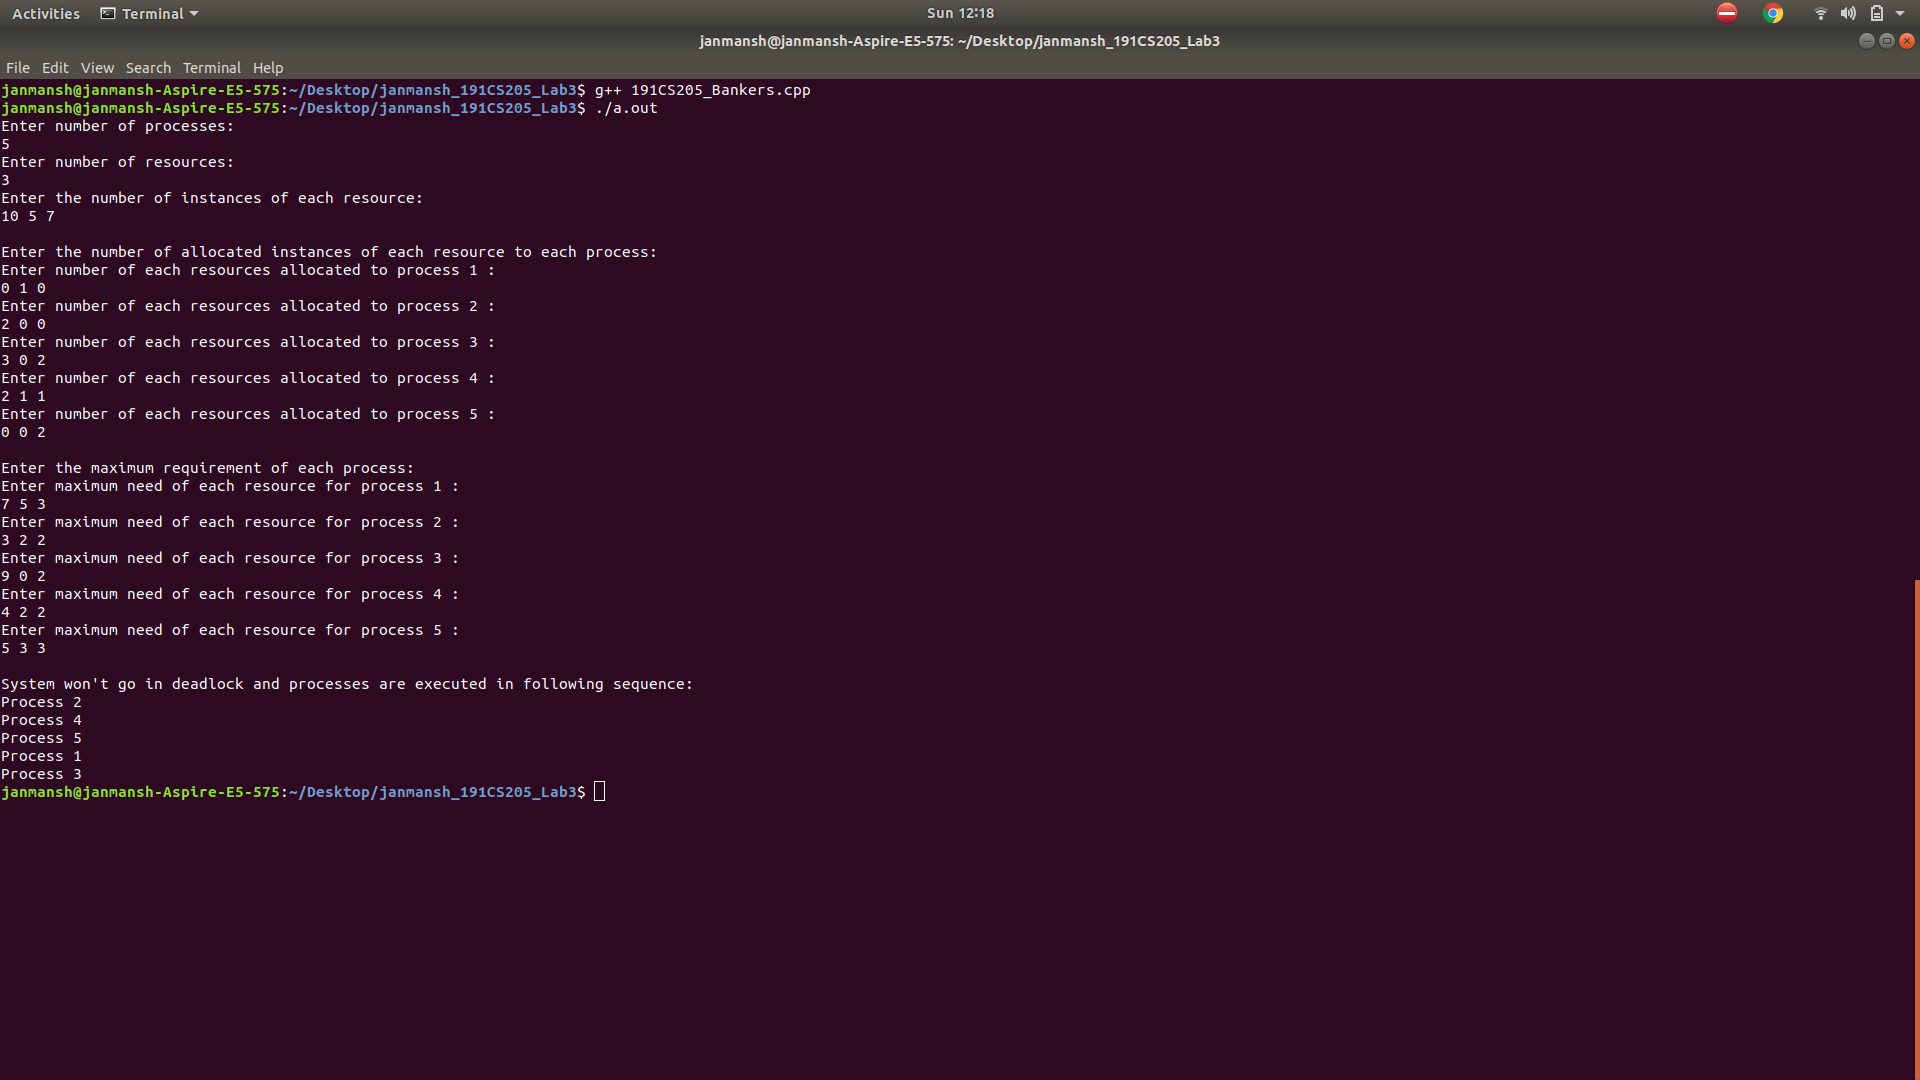 Activities Terminal Sun 12:18
janmansh@janmansh-Aspire-E5-575: ~/Desktop/janmansh_191CS205_Lab3
File Edit View Search Terminal Help
janmansh@janmansh-Aspire-E5-575:~/Desktop/janmansh_191CS205_Lab3$ g++ 191CS205_Bankers.cpp
janmansh@janmansh-Aspire-E5-575:~/Desktop/janmansh_191CS205_Lab3$ ./a.out
Enter number of processes:
5
Enter number of resources:
3
Enter the number of instances of each resource:
10 5 7
Enter the number of allocated instances of each resource to each process:
Enter number of each resources allocated to process 1 :
0 1 0
Enter number of each resources allocated to process 2 :
2 0 0
Enter number of each resources allocated to process 3 :
3 0 2
Enter number of each resources allocated to process 4 :
2 1 1
Enter number of each resources allocated to process 5 :
0 0 2
Enter the maximum requirement of each process:
Enter maximum need of each resource for process 1 :
7 5 3
Enter maximum need of each resource for process 2 :
3 2 2
Enter maximum need of each resource for process 3 :
9 0 2
Enter maximum need of each resource for process 4 :
4 2 2
Enter maximum need of each resource for process 5 :
5 3 3
System won't go in deadlock and processes are executed in following sequence:
Process 2
Process 4
Process 5
Process 1
Process 3
janmansh@janmansh-Aspire-E5-575:~/Desktop/janmansh_191CS205_Lab3$